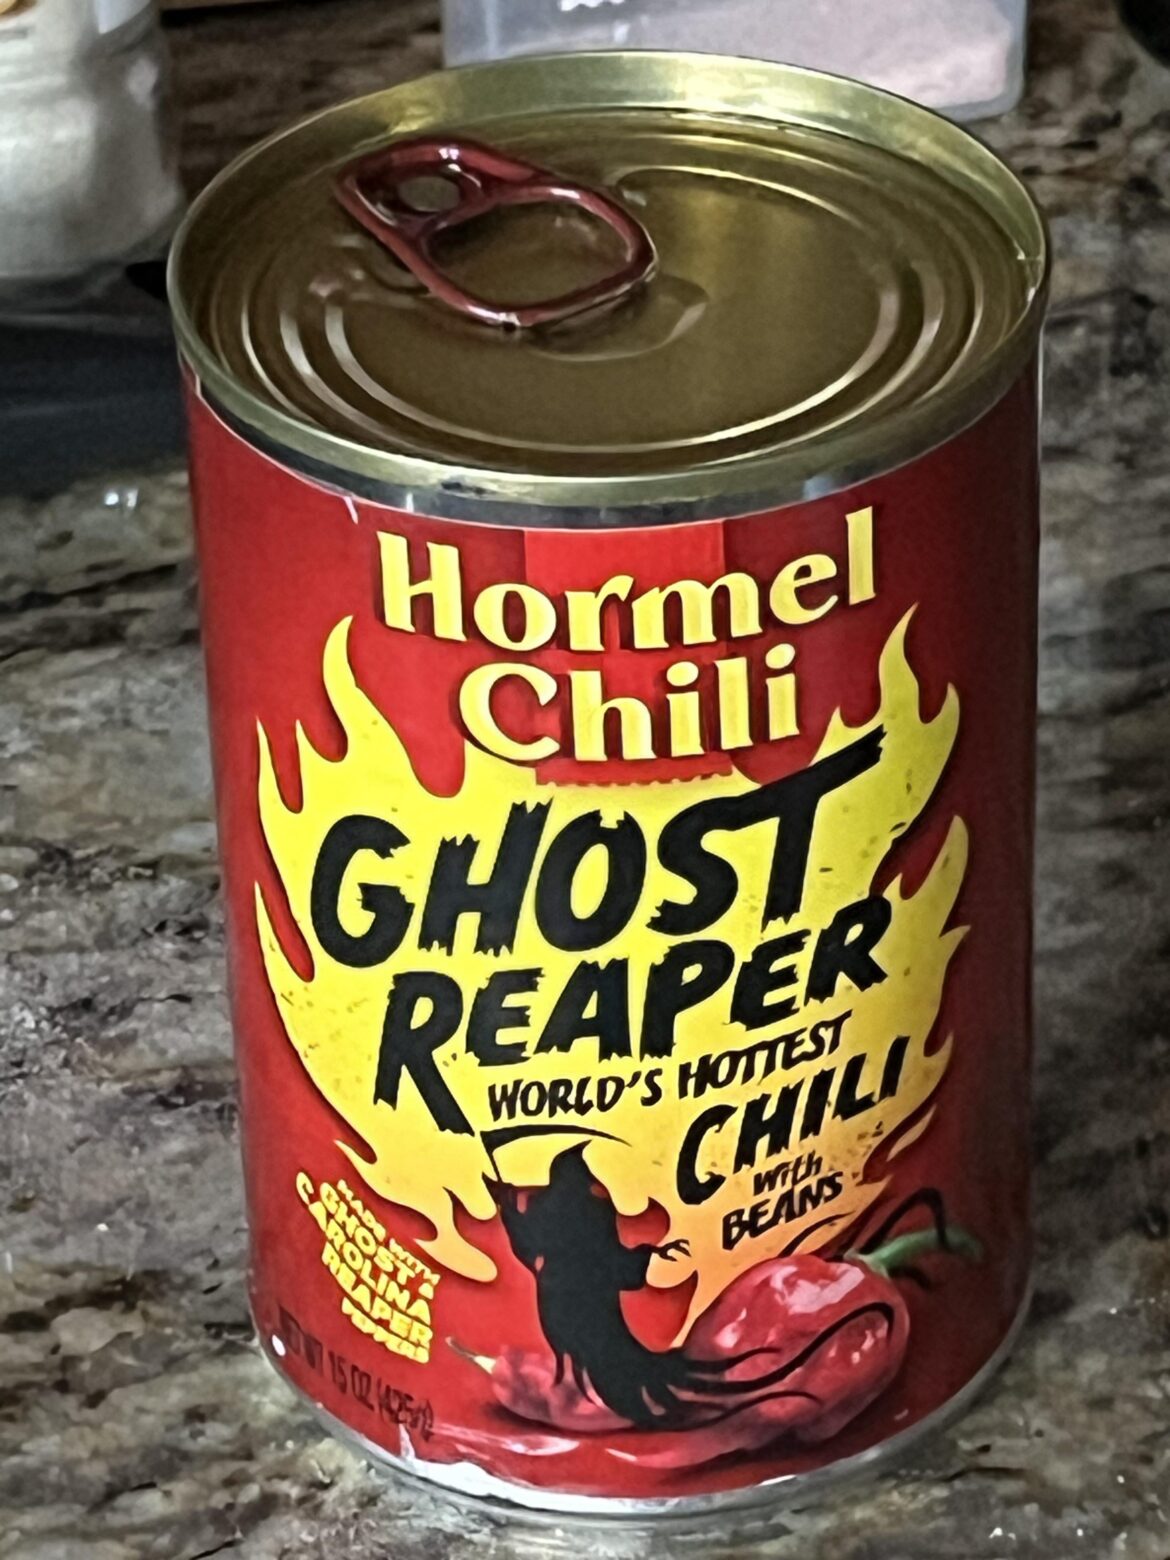 Hormel
Chili
GHOST
REAPER
WORLD'S HOTTEST
CHILI
with
BEANS
MADE WITH
GHOST &
CAROLINA
REAPER
PEPPERS
NET WT 15 OZ (425g)